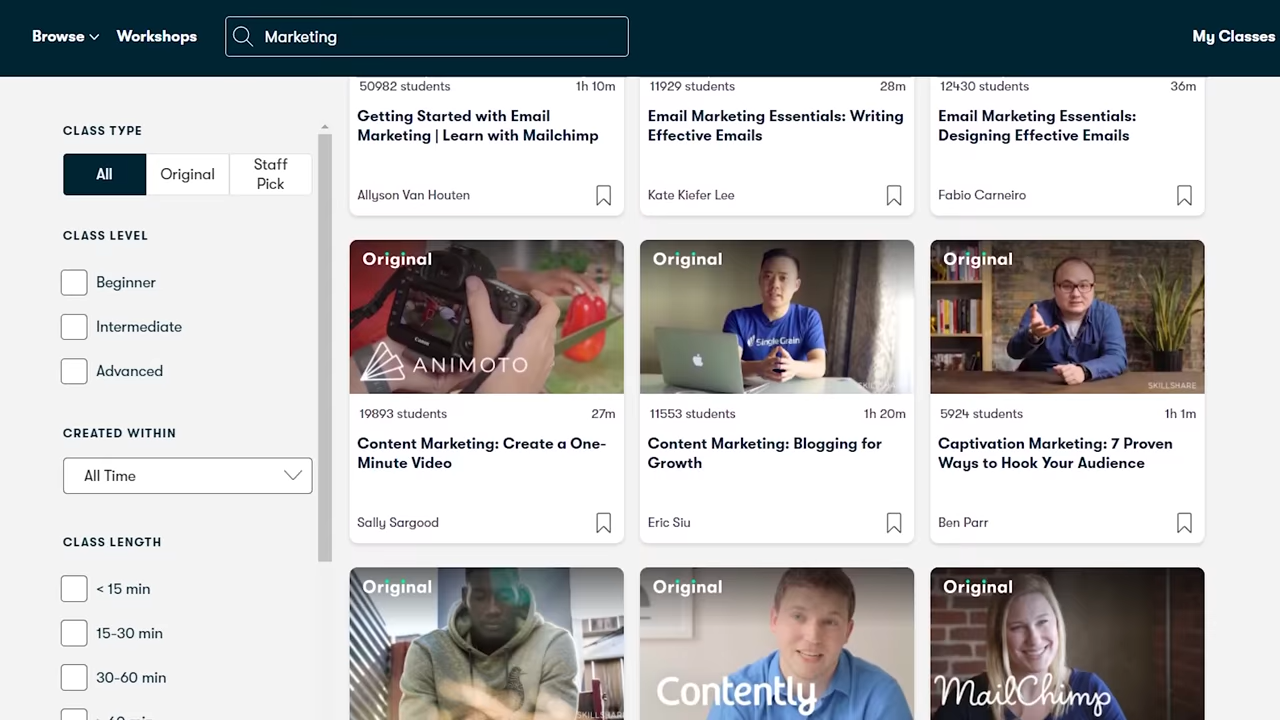 Browse Workshops Marketing My Classes
CLASS TYPE
All Original Staff
Pick
CLASS LEVEL
Beginner
Intermediate
Advanced
CREATED WITHIN
All Time
CLASS LENGTH
< 15 min
15-30 min
30-60 min
50982 students 1h 10m
Getting Started with Email
Marketing | Learn with Mailchimp
Allyson Van Houten
11929 students 28m
Email Marketing Essentials: Writing
Effective Emails
Kate Kiefer Lee
12430 students 36m
Email Marketing Essentials:
Designing Effective Emails
Fabio Carneiro
Original
ANIMOTO
19893 students 27m
Content Marketing: Create a One-
Minute Video
Sally Sargood
Original
Single Grain
SKILLSHARE
11553 students 1h 20m
Content Marketing: Blogging for
Growth
Eric Siu
Original
SKILLSHARE
5924 students 1h 1m
Captivation Marketing: 7 Proven
Ways to Hook Your Audience
Ben Parr
Original
SKILLSHARE
Original
Contently
Original
MailChimp